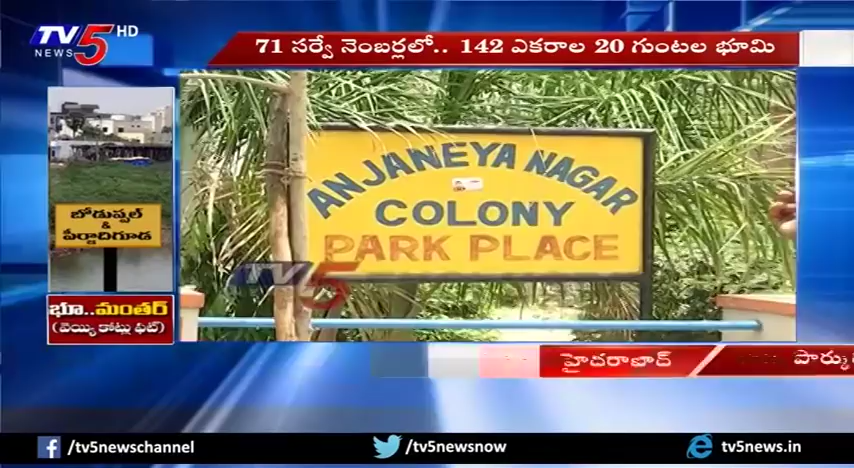 TV5 HD
NEWS
71 సర్వే నెంబర్లలో.. 142 ఎకరాల 20 గుంటల భూమి
ANJANEYA NAGAR
COLONY
PARK PLACE
TV5
బోడుప్పల్
&
పీర్జాదిగూడ
భూ..మంతర్
(వెయ్యి కోట్లు ఫట్)
హైదరాబాద్
పార్కు
/tv5newschannel
/tv5newsnow
tv5news.in